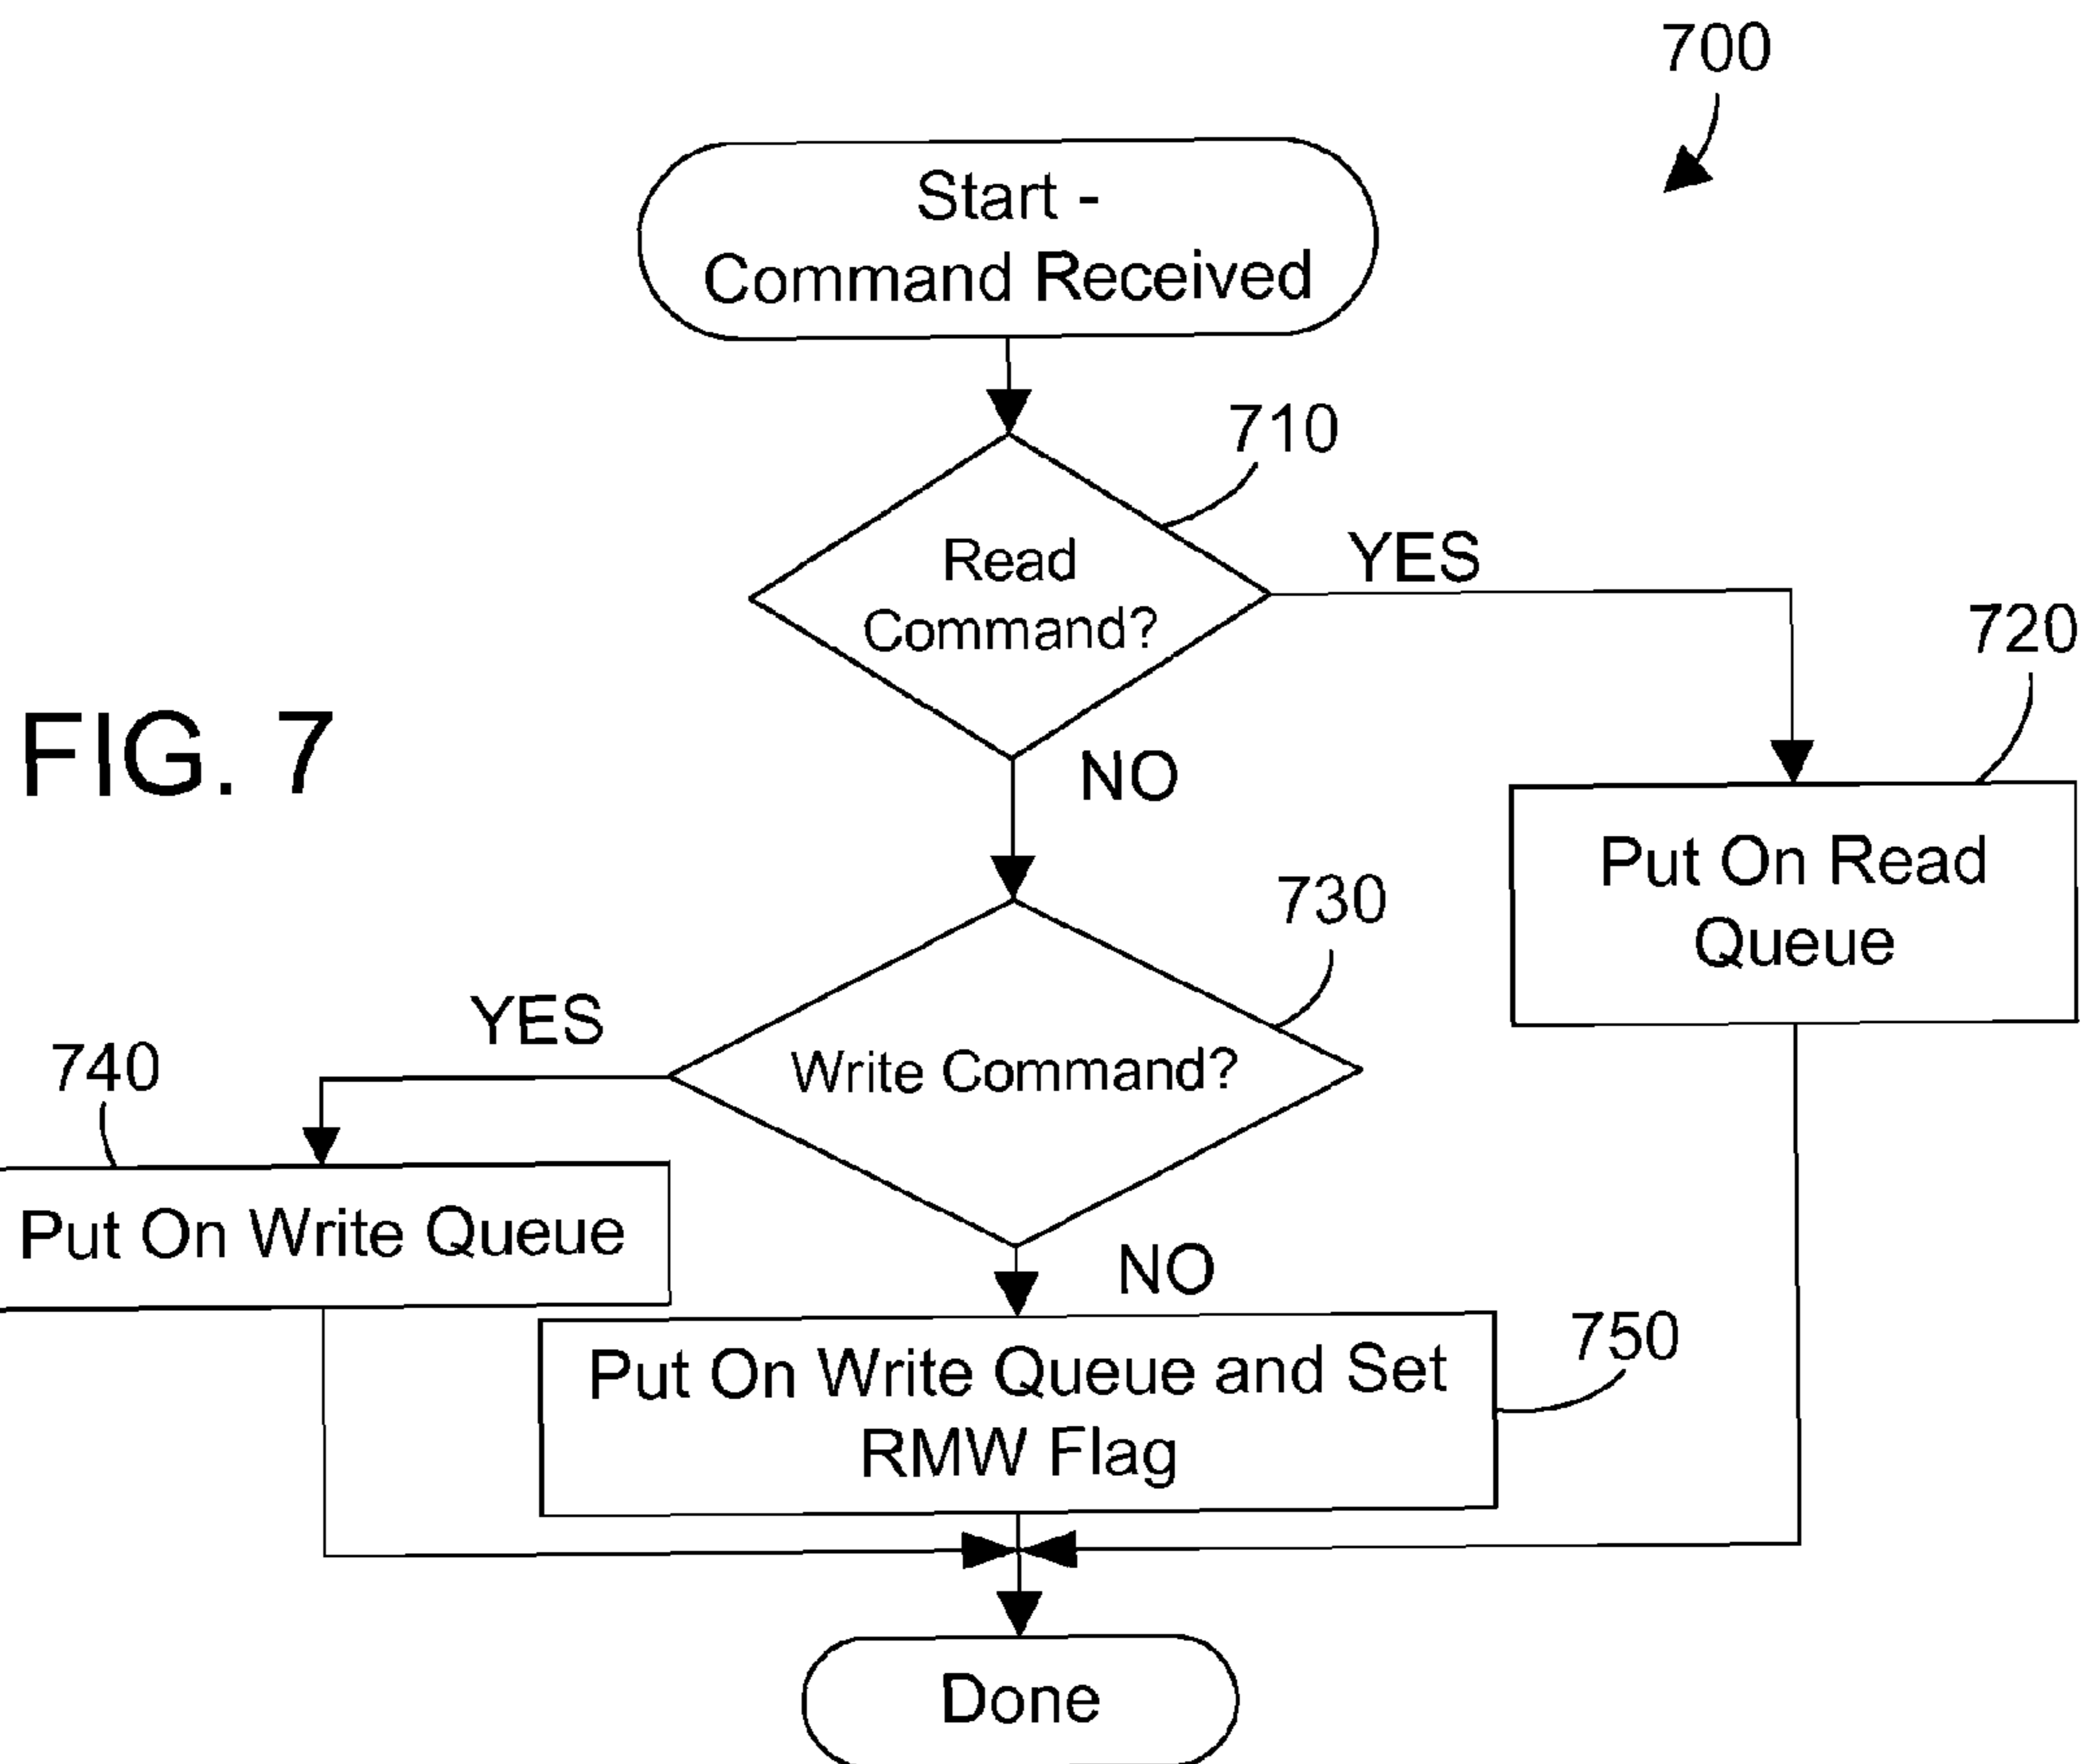 700
Start -
Command Received
710
Read
Command?
YES
720
FIG. 7
NO
Put On Read
Queue
730
YES
Write Command?
740
Put On Write Queue
NO
750
Put On Write Queue and Set
RMW Flag
Done